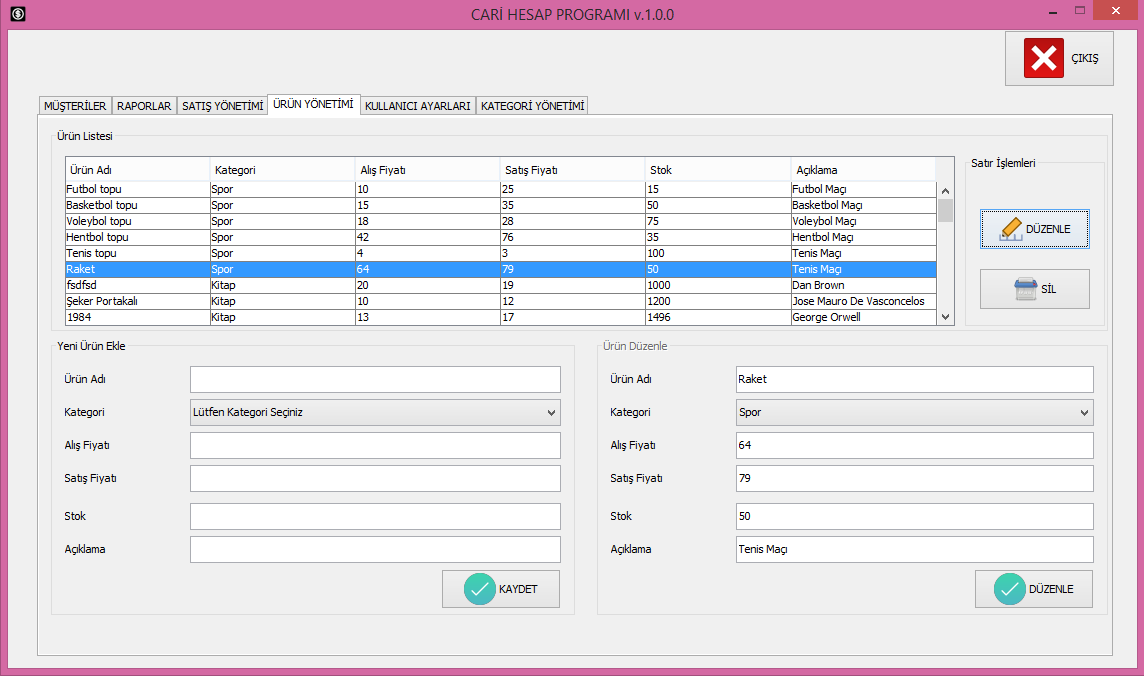 CARİ HESAP PROGRAMI v.1.0.0
ÇIKIŞ
MÜŞTERİLER RAPORLAR SATIŞ YÖNETİMİ ÜRÜN YÖNETİMİ KULLANICI AYARLARI KATEGORİ YÖNETİMİ
Ürün Listesi
Ürün Adı Kategori Alış Fiyatı Satış Fiyatı Stok Açıklama
Futbol topu Spor 10 25 15 Futbol Maçı
Basketbol topu Spor 15 35 50 Basketbol Maçı
Voleybol topu Spor 18 28 75 Voleybol Maçı
Hentbol topu Spor 42 76 35 Hentbol Maçı
Tenis topu Spor 4 3 100 Tenis Maçı
Raket Spor 64 79 50 Tenis Maçı
fsdfsd Kitap 20 19 1000 Dan Brown
Şeker Portakalı Kitap 10 12 1200 Jose Mauro De Vasconcelos
1984 Kitap 13 17 1496 George Orwell
Satır İşlemleri
DÜZENLE
SİL
Yeni Ürün Ekle
Ürün Adı
Kategori Lütfen Kategori Seçiniz
Alış Fiyatı
Satış Fiyatı
Stok
Açıklama
KAYDET
Ürün Düzenle
Ürün Adı Raket
Kategori Spor
Alış Fiyatı 64
Satış Fiyatı 79
Stok 50
Açıklama Tenis Maçı
DÜZENLE